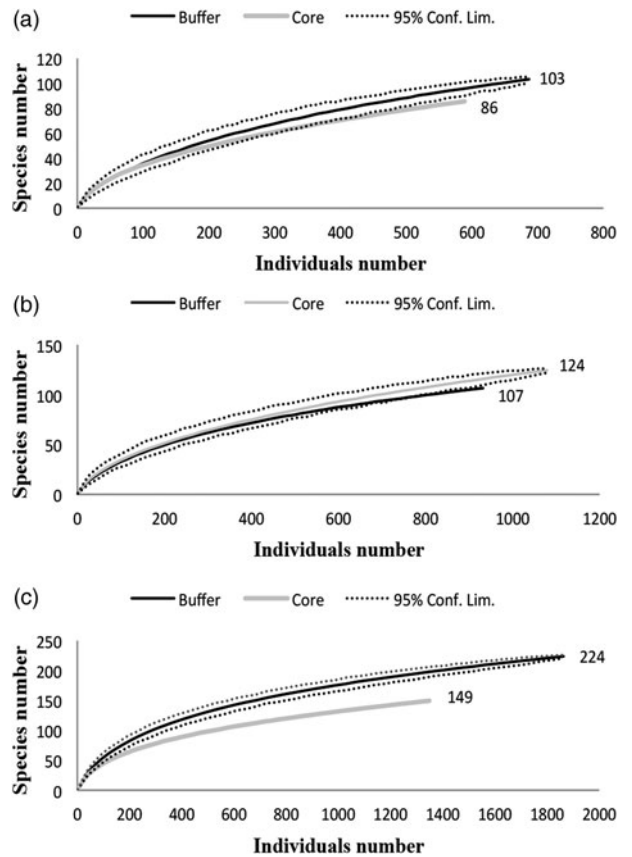 (a)
Buffer Core 95% Conf. Lim.
Species number
120
100
80
60
40
20
0
103
86
0 100 200 300 400 500 600 700 800
Individuals number
(b)
Buffer Core 95% Conf. Lim.
Species number
150
100
50
0
124
107
0 200 400 600 800 1000 1200
Individuals number
(c)
Buffer Core 95% Conf. Lim.
Species number
250
200
150
100
50
0
224
149
0 200 400 600 800 1000 1200 1400 1600 1800 2000
Individuals number